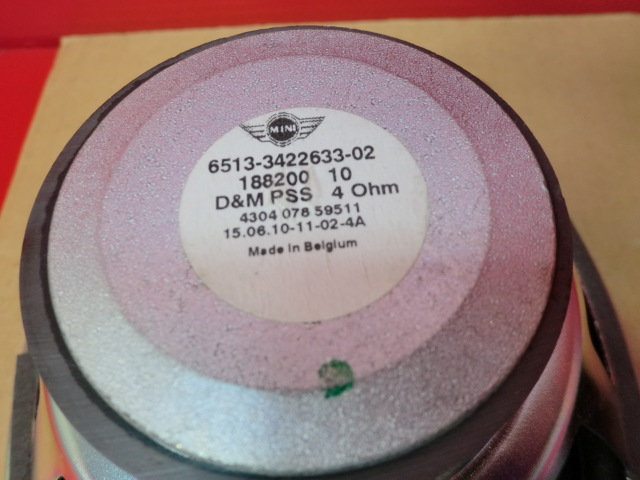 MINI
6513-3422633-02
188200 10
D&M PSS 4 Ohm
4304 078 59511
15.06.10-11-02-4A
Made In Belgium